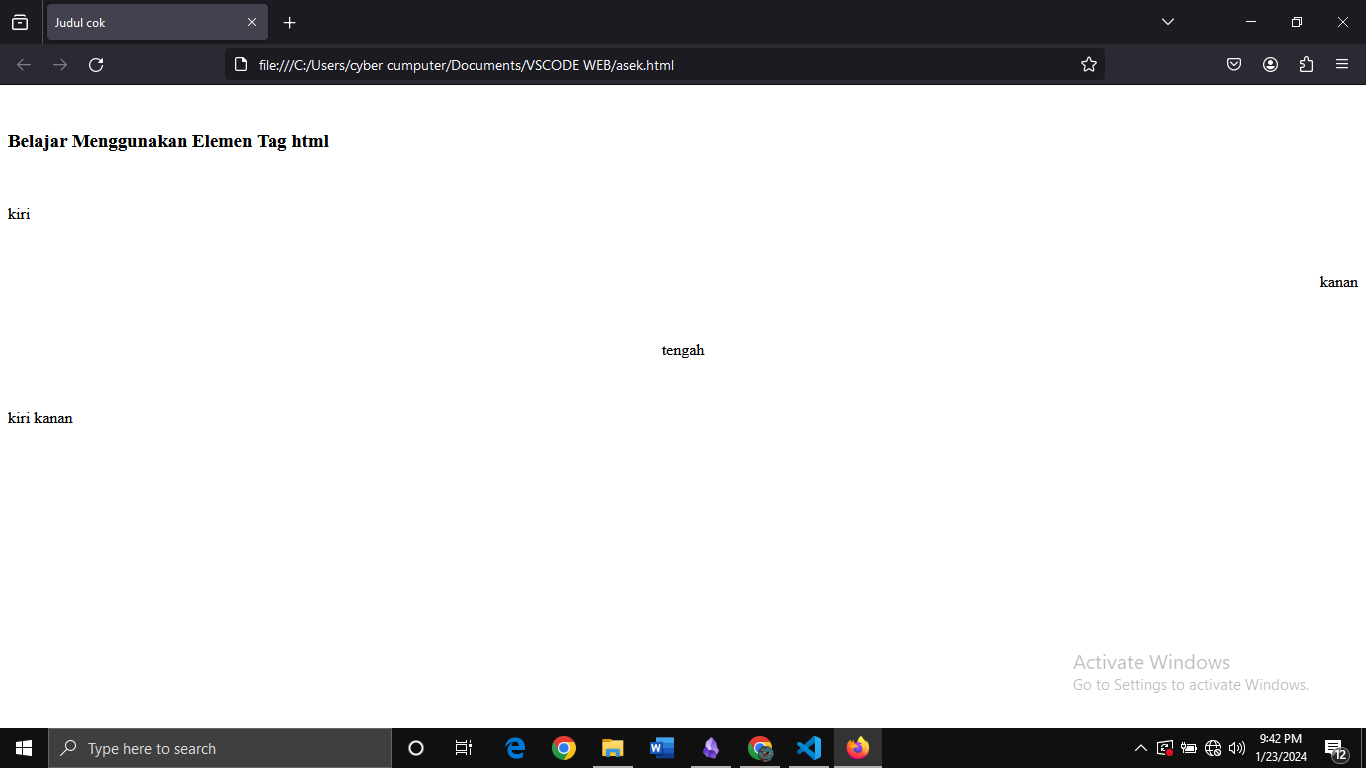 Judul cok
file:///C:/Users/cyber cumputer/Documents/VSCODE WEB/asek.html
Belajar Menggunakan Elemen Tag html
kiri
kanan
tengah
kiri kanan
Activate Windows
Go to Settings to activate Windows.
Type here to search
9:42 PM
1/23/2024
12